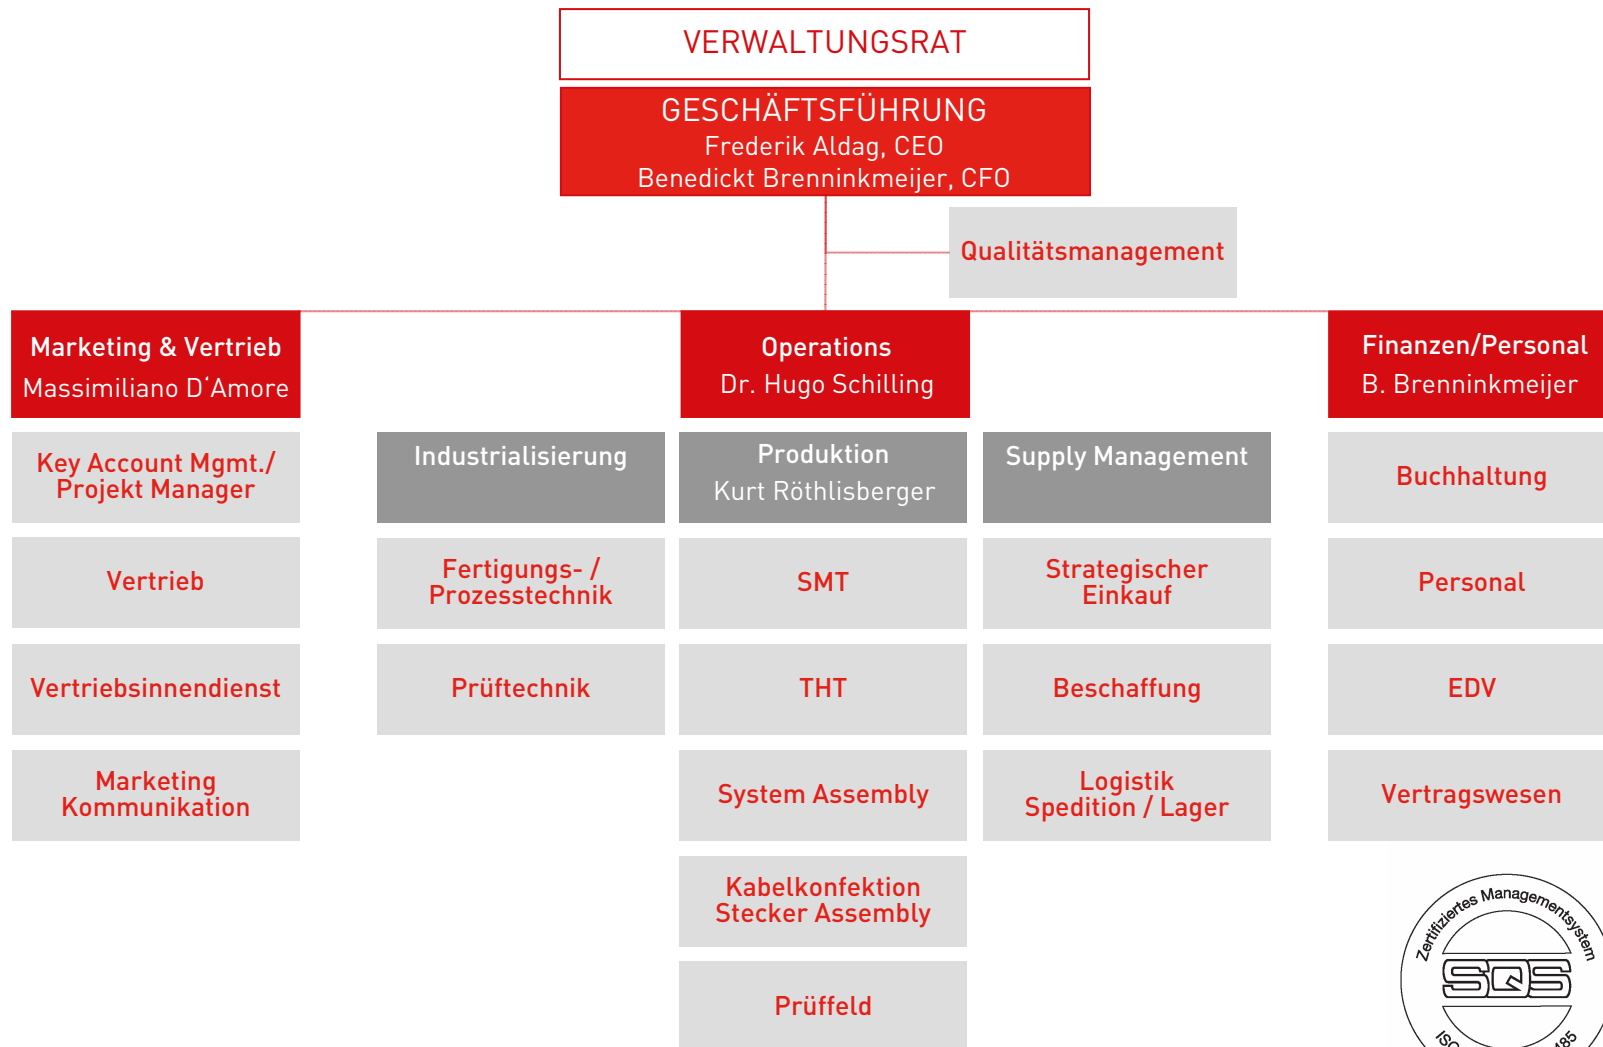 VERWALTUNGSRAT
GESCHÄFTSFÜHRUNG
Frederik Aldag, CEO
Benedickt Brenninkmeijer, CFO
Qualitätsmanagement
Marketing & Vertrieb
Massimiliano D‘Amore
Operations
Dr. Hugo Schilling
Finanzen/Personal
B. Brenninkmeijer
Key Account Mgmt./
Projekt Manager
Vertrieb
Vertriebsinnendienst
Marketing
Kommunikation
Industrialisierung
Fertigungs- /
Prozesstechnik
Prüftechnik
Produktion
Kurt Röthlisberger
SMT
THT
System Assembly
Kabelkonfektion
Stecker Assembly
Prüffeld
Supply Management
Strategischer
Einkauf
Beschaffung
Logistik
Spedition / Lager
Buchhaltung
Personal
EDV
Vertragswesen
Zertifiziertes Managementsystem
SQS
ISO